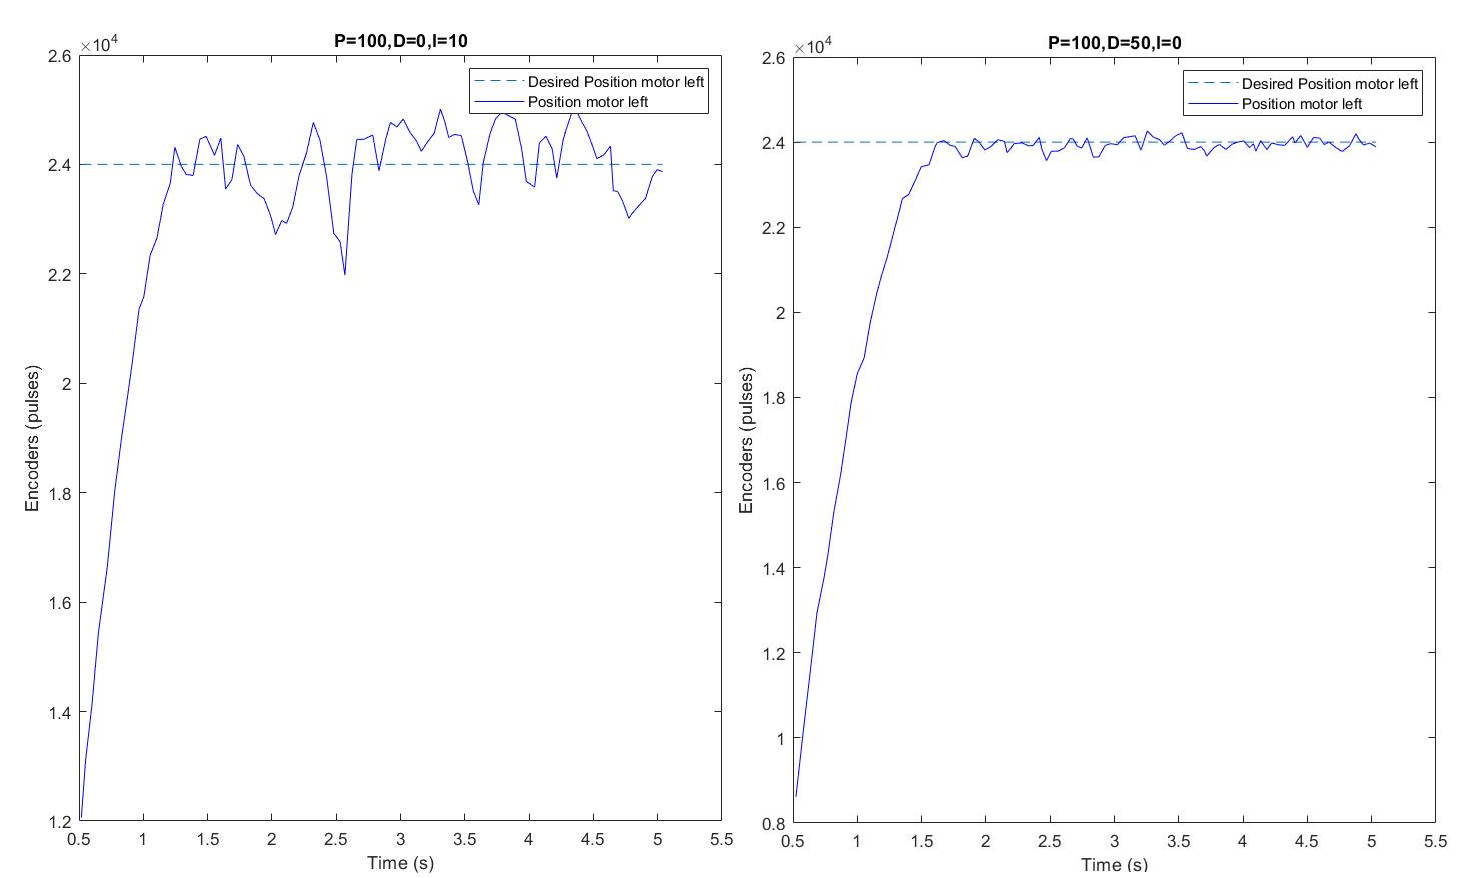 P=100,D=0,I=10
×10⁴
2.6
2.4
2.2
2
1.8
1.6
1.4
1.2
Encoders (pulses)
Desired Position motor left
Position motor left
0.5 1 1.5 2 2.5 3 3.5 4 4.5 5 5.5
Time (s)
P=100,D=50,I=0
×10⁴
2.6
2.4
2.2
2
1.8
1.6
1.4
1.2
1
0.8
Encoders (pulses)
Desired Position motor left
Position motor left
0.5 1 1.5 2 2.5 3 3.5 4 4.5 5 5.5
Time (s)